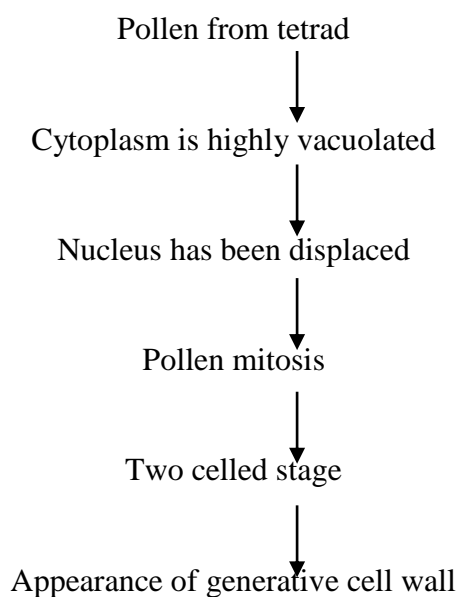 Pollen from tetrad
Cytoplasm is highly vacuolated
Nucleus has been displaced
Pollen mitosis
Two celled stage
Appearance of generative cell wall